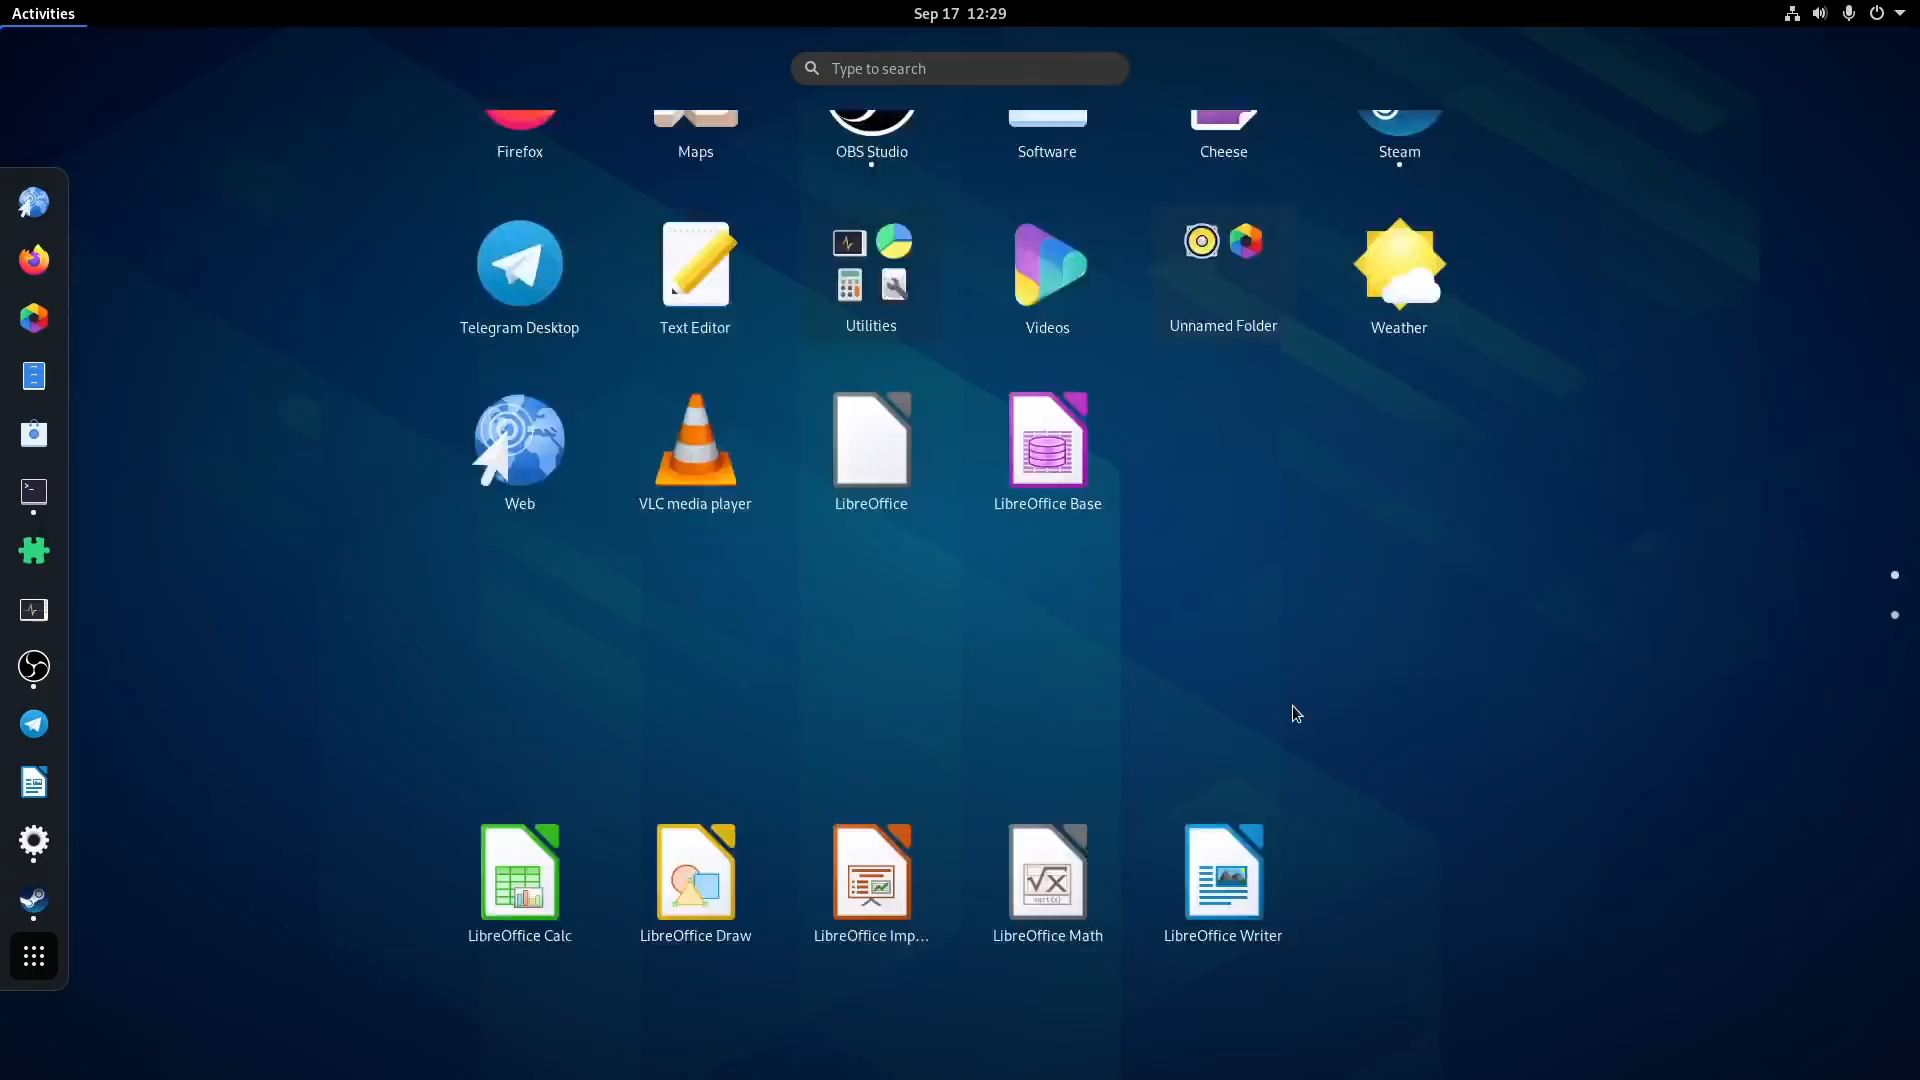 Activities
Sep 17 12:29
Type to search
Firefox
Maps
OBS Studio
Software
Cheese
Steam
Telegram Desktop
Text Editor
Utilities
Videos
Unnamed Folder
Weather
Web
VLC media player
LibreOffice
LibreOffice Base
√x
sqrt(x)
LibreOffice Calc
LibreOffice Draw
LibreOffice Imp...
LibreOffice Math
LibreOffice Writer